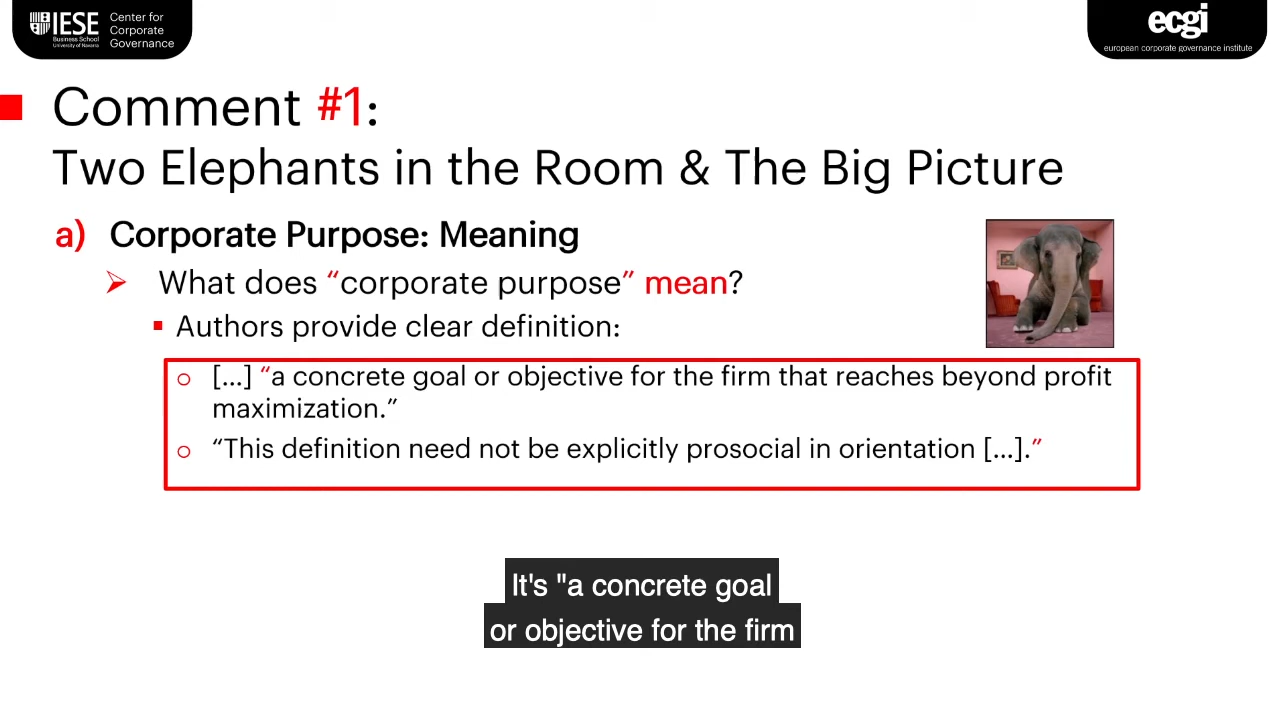 IESE
Business School
University of Navarra
Center for
Corporate
Governance
ecgi
european corporate governance institute
Comment #1:
Two Elephants in the Room & The Big Picture
a) Corporate Purpose: Meaning
What does “corporate purpose” mean?
Authors provide clear definition:
[...] “a concrete goal or objective for the firm that reaches beyond profit
maximization.”
“This definition need not be explicitly prosocial in orientation [...].”
It's "a concrete goal
or objective for the firm